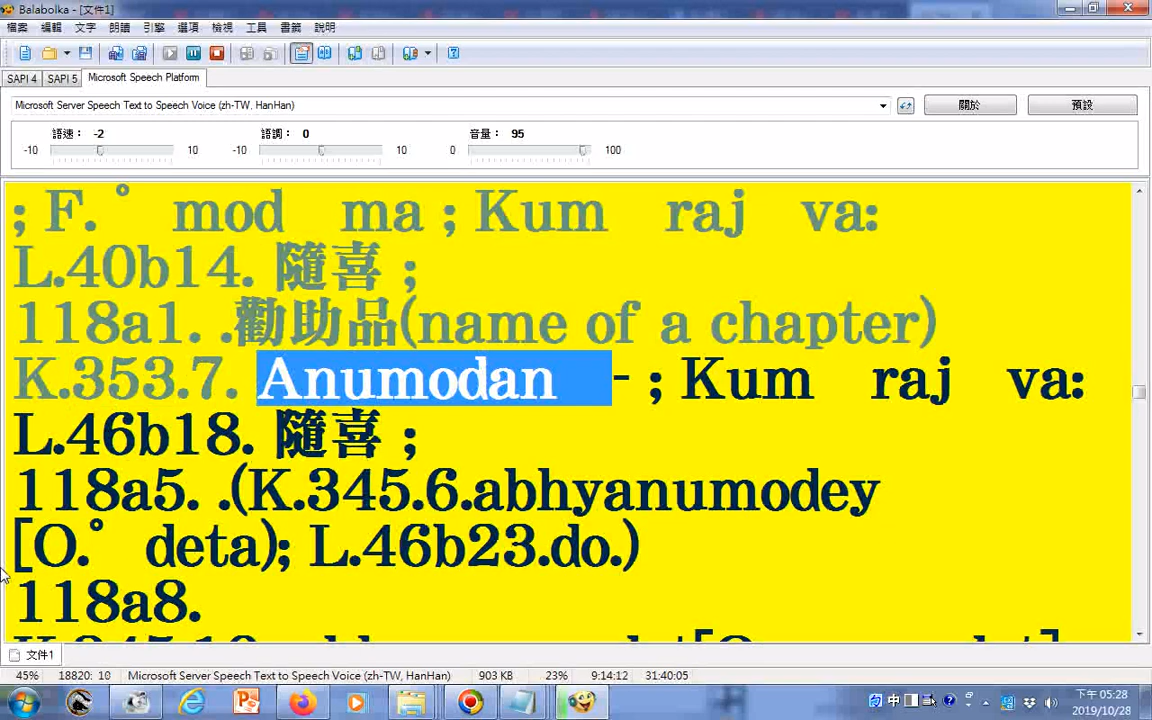 Balabolka - [文件1]
檔案 編輯 文字 朗讀 引擎 選項 檢視 工具 書籤 說明
SAPI 4 SAPI 5 Microsoft Speech Platform
Microsoft Server Speech Text to Speech Voice (zh-TW, HanHan) 關於 預設
語速： -2 語調： 0 音量： 95
-10 10 -10 10 0 100
; F.° mod ma ; Kum raj va:
L.40b14. 隨喜 ;
118a1. .勸助品(name of a chapter)
K.353.7. Anumodan - ; Kum raj va:
L.46b18. 隨喜 ;
118a5. .(K.345.6.abhyanumodey
[O.° deta); L.46b23.do.)
118a8.
文件1
45% 18820: 10 Microsoft Server Speech Text to Speech Voice (zh-TW, HanHan) 903 KB 23% 9:14:12 31:40:05
中 下午 05:28
2019/10/28